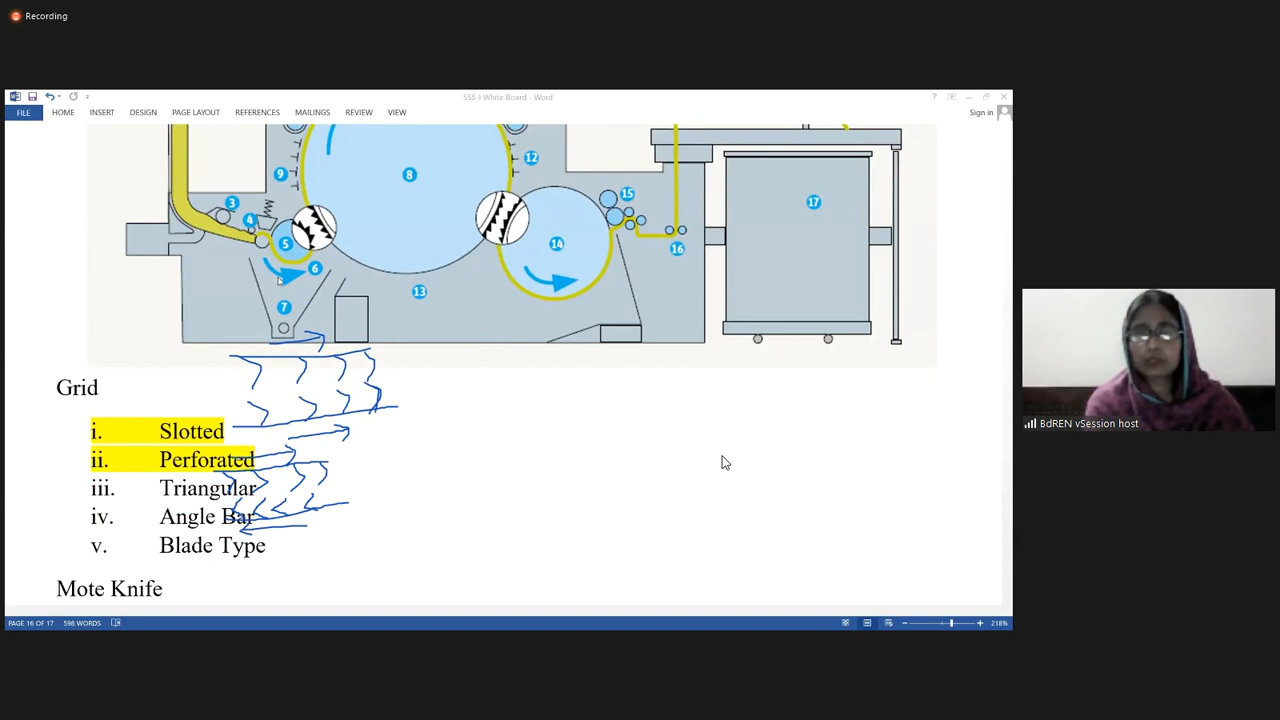 Recording
SSS-I White Board - Word
?
FILE HOME INSERT DESIGN PAGE LAYOUT REFERENCES MAILINGS REVIEW VIEW Sign in
12
9
8
15
3
17
4
5
14
16
6
13
7
Grid
i. Slotted
ii. Perforated
iii. Triangular
iv. Angle Bar
v. Blade Type
Mote Knife
BdREN vSession host
PAGE 16 OF 17 598 WORDS 218%